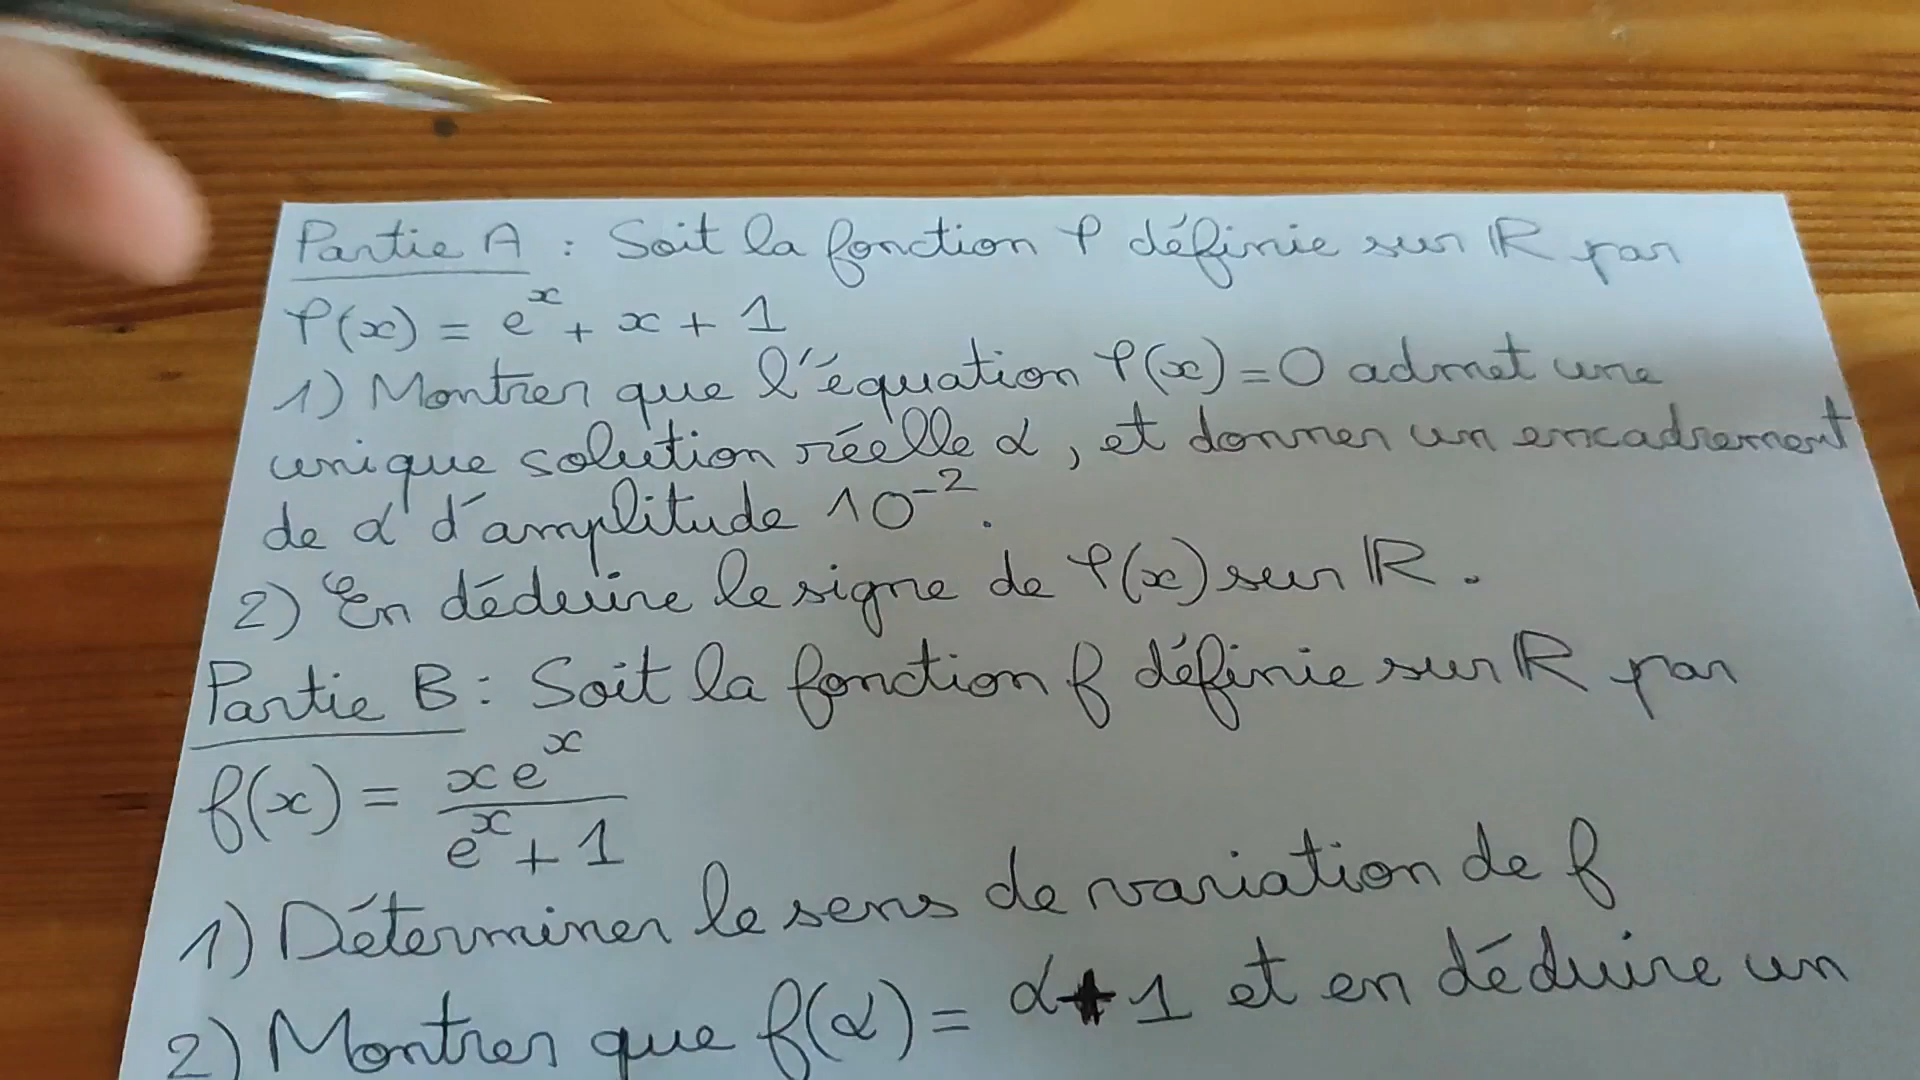 Partie A : Soit la fonction φ définie sur ℝ par
φ(x) = e^x + x + 1
1) Montrer que l'équation φ(x) = 0 admet une
unique solution réelle α, et donner un encadrement
de α d'amplitude 10^-2.
2) En déduire le signe de φ(x) sur ℝ.
Partie B : Soit la fonction f définie sur ℝ par
f(x) = xe^x / (e^x + 1)
1) Déterminer le sens de variation de f
2) Montrer que f(α) = α + 1 et en déduire un